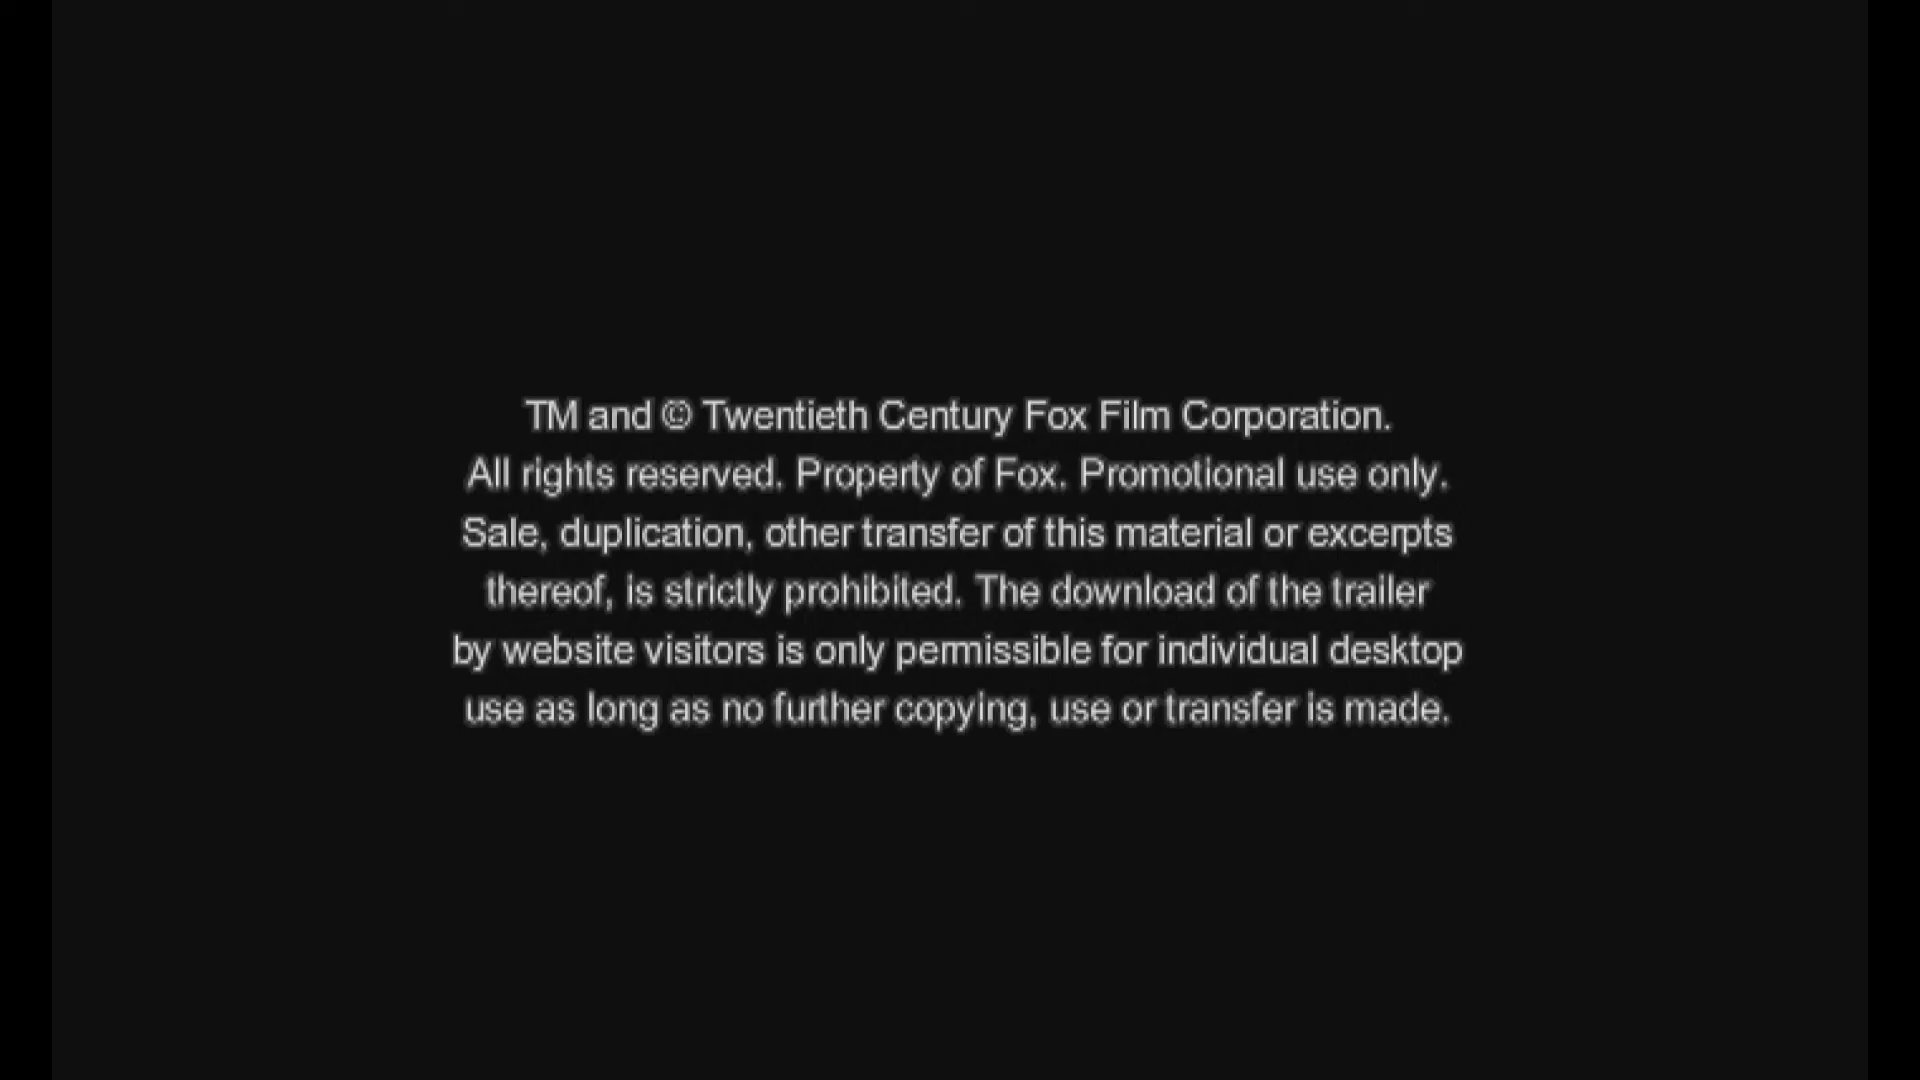 TM and © Twentieth Century Fox Film Corporation.
All rights reserved. Property of Fox. Promotional use only.
Sale, duplication, other transfer of this material or excerpts
thereof, is strictly prohibited. The download of the trailer
by website visitors is only permissible for individual desktop
use as long as no further copying, use or transfer is made.